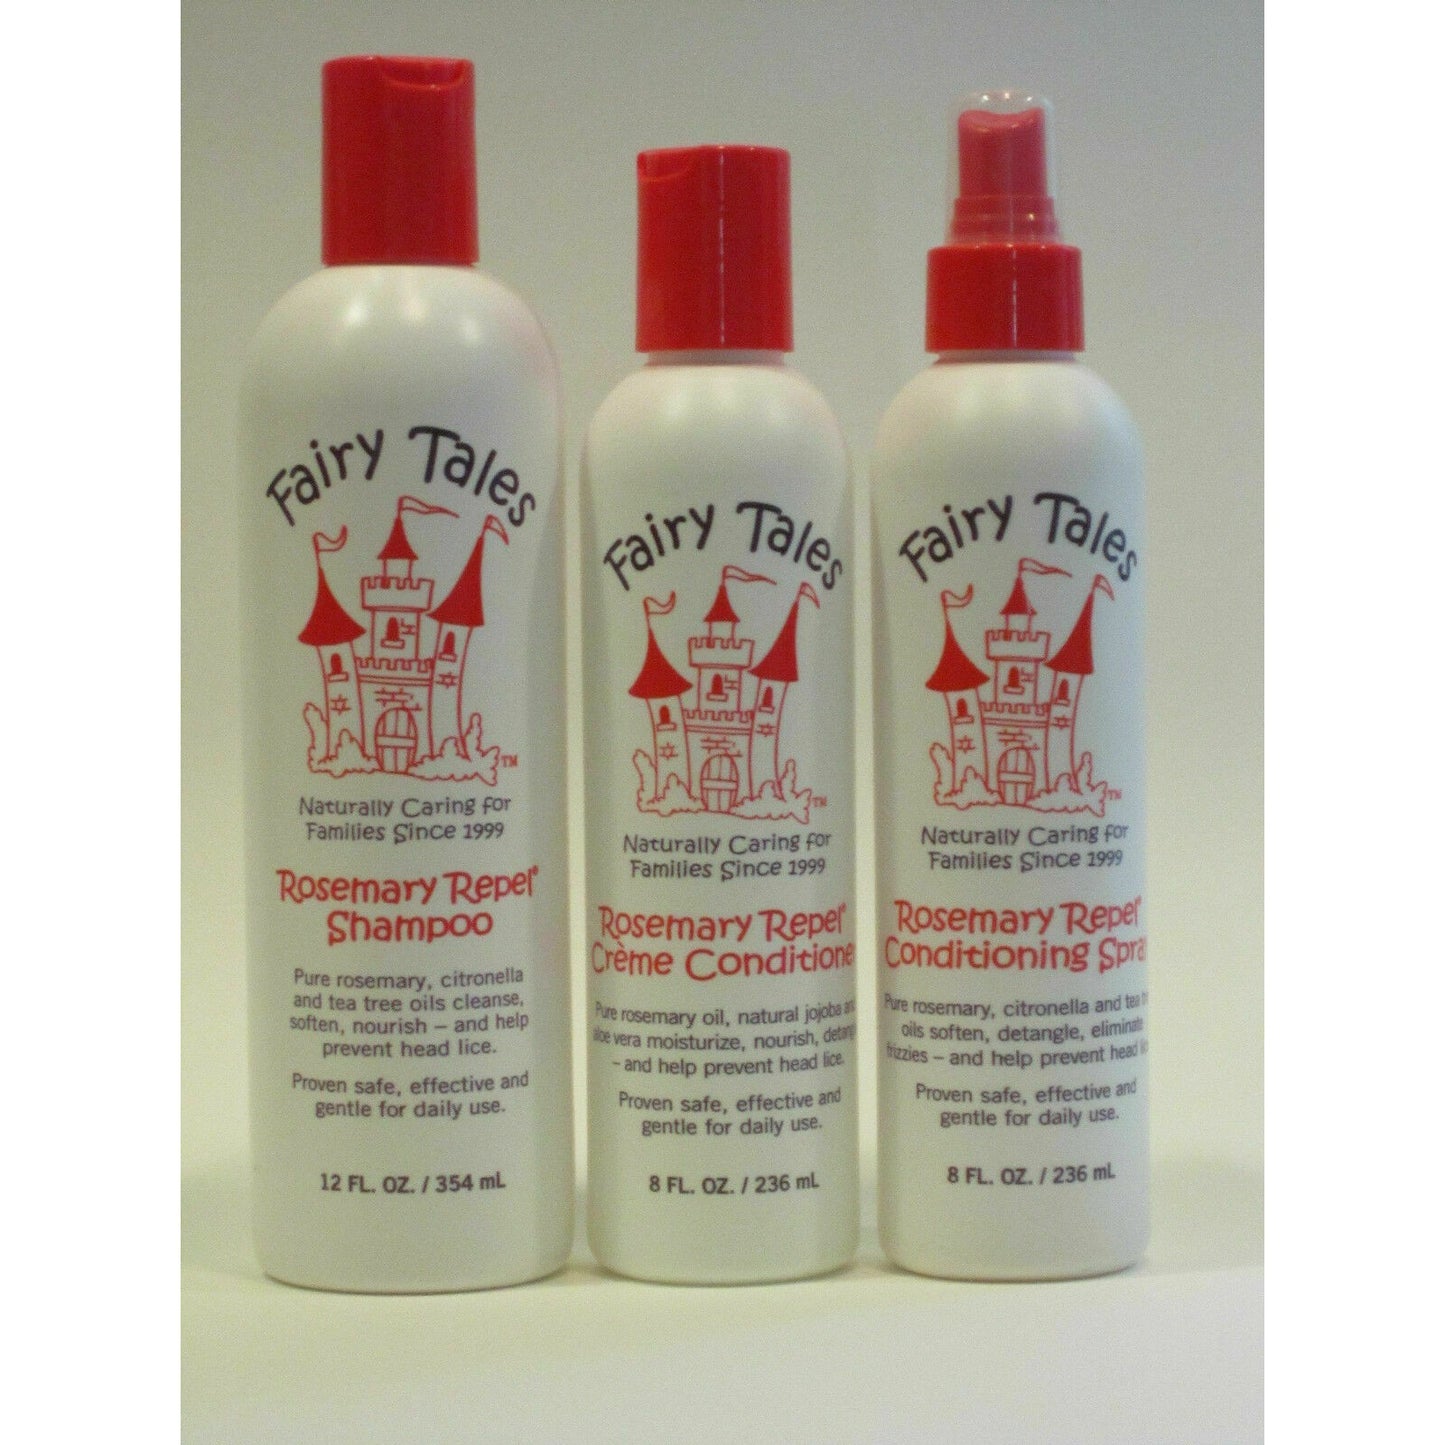 Fairy Tales
TM
Naturally Caring for
Families Since 1999
Rosemary Repel®
Shampoo
Pure rosemary, citronella
and tea tree oils cleanse,
soften, nourish – and help
prevent head lice.
Proven safe, effective and
gentle for daily use.
12 FL. OZ. / 354 mL
Fairy Tales
TM
Naturally Caring for
Families Since 1999
Rosemary Repel®
Crème Conditioner
Pure rosemary oil, natural jojoba and
aloe vera moisturize, nourish, detangle
– and help prevent head lice.
Proven safe, effective and
gentle for daily use.
8 FL. OZ. / 236 mL
Fairy Tales
TM
Naturally Caring for
Families Since 1999
Rosemary Repel®
Conditioning Spray
Pure rosemary, citronella and tea tree
oils soften, detangle, eliminate
frizzies – and help prevent head lice
Proven safe, effective and
gentle for daily use.
8 FL. OZ. / 236 mL